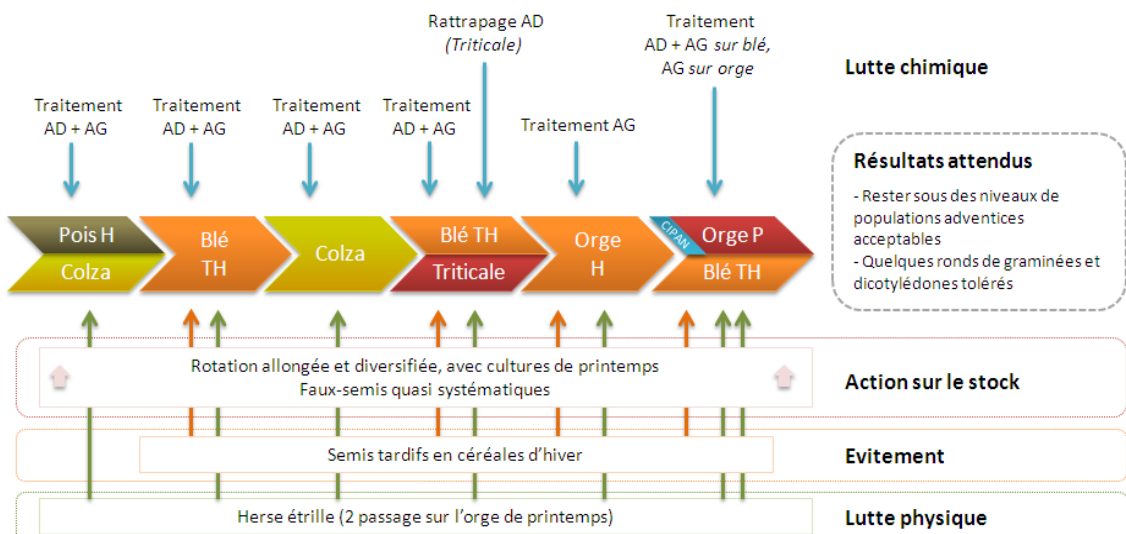 Rattrapage AD
(Triticale)
Traitement
AD + AG sur blé,
AG sur orge
Lutte chimique
Traitement
AD + AG
Traitement
AD + AG
Traitement
AD + AG
Traitement
AD + AG
Traitement AG
Résultats attendus
- Rester sous des niveaux de
populations adventices
acceptables
- Quelques ronds de graminées et
dicotylédones tolérés
Pois H
Colza
Blé
TH
Colza
Blé TH
Triticale
Orge
H
CIPAN
Orge P
Blé TH
Rotation allongée et diversifiée, avec cultures de printemps
Faux-semis quasi systématiques
Action sur le stock
Semis tardifs en céréales d'hiver
Evitement
Herse étrille (2 passage sur l'orge de printemps)
Lutte physique